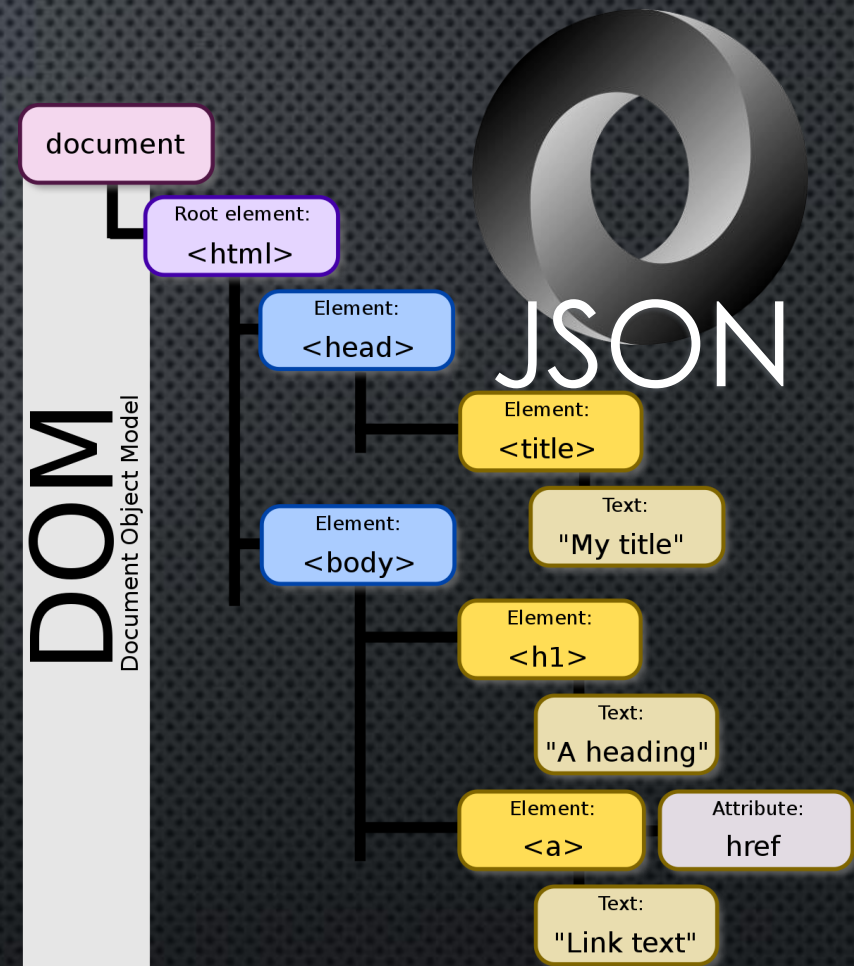 document
Root element:
<html>
Element:
<head>
JSON
Element:
<title>
Text:
"My title"
DOM
Document Object Model
Element:
<body>
Element:
<h1>
Text:
"A heading"
Element:
<a>
Attribute:
href
Text:
"Link text"